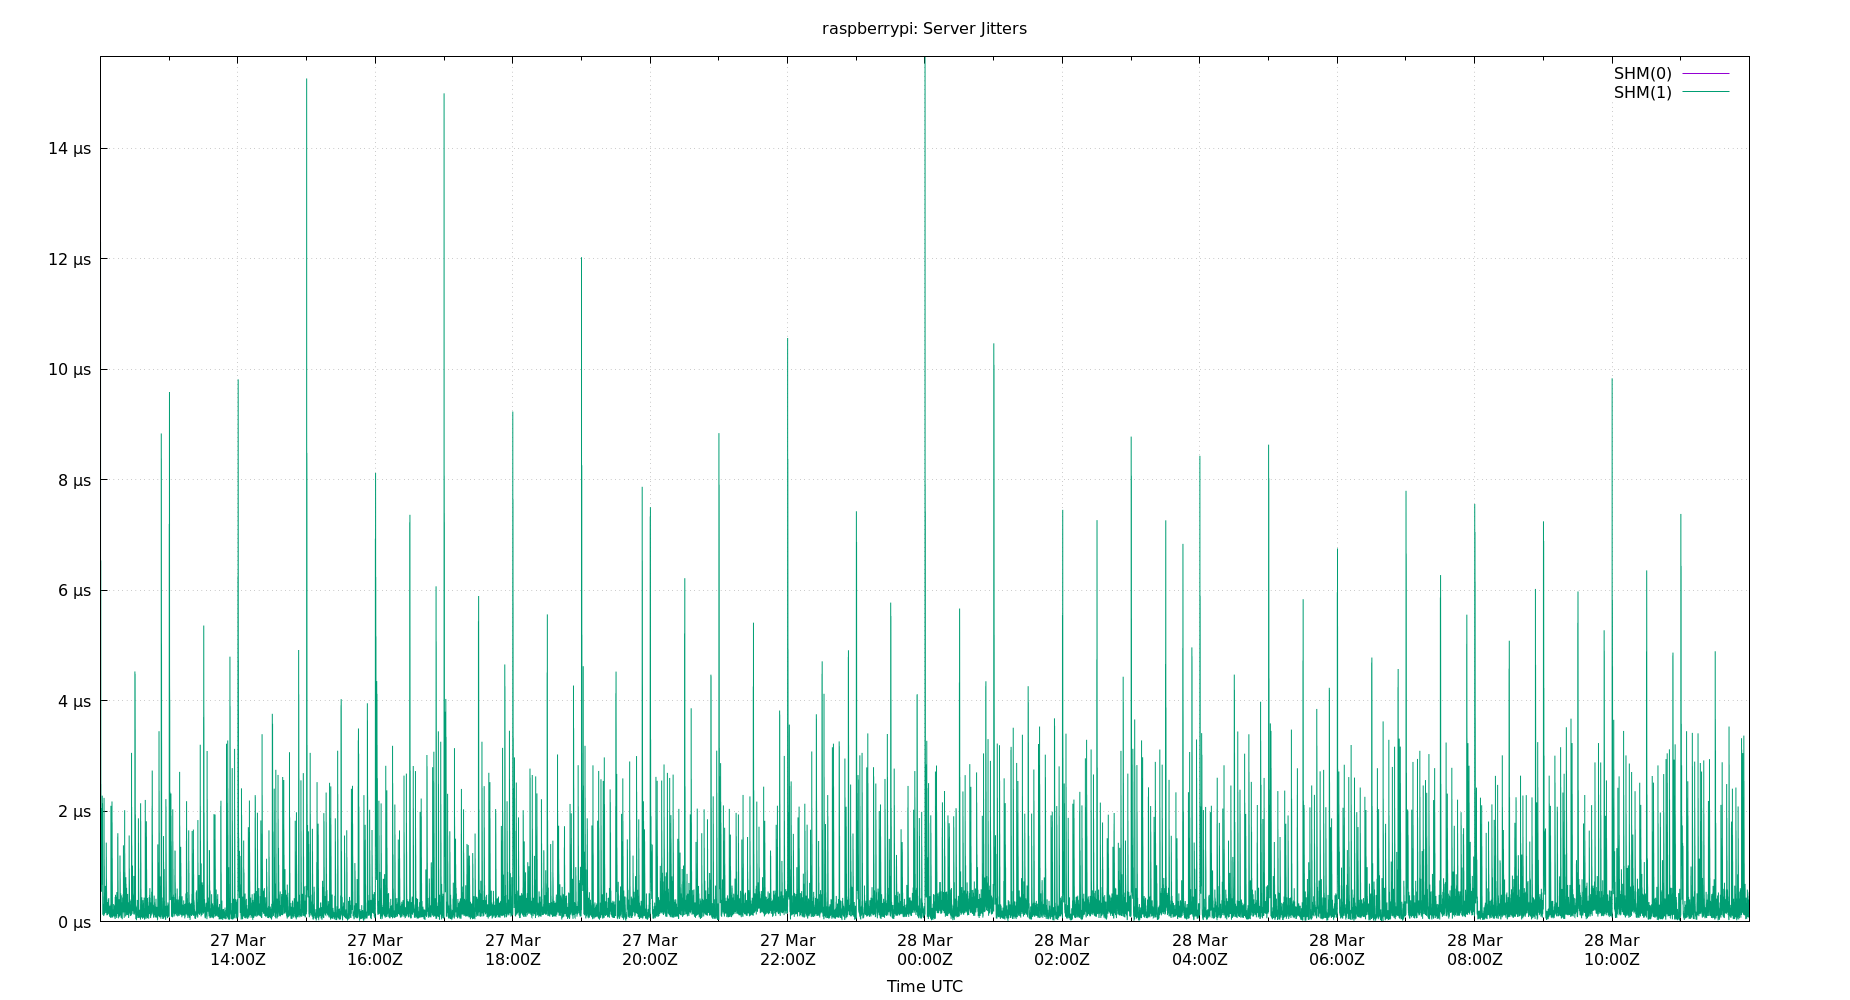 raspberrypi: Server Jitters
SHM(0)
SHM(1)
14 µs
12 µs
10 µs
8 µs
6 µs
4 µs
2 µs
0 µs
27 Mar 27 Mar 27 Mar 27 Mar 27 Mar 28 Mar 28 Mar 28 Mar 28 Mar 28 Mar 28 Mar
14:00Z 16:00Z 18:00Z 20:00Z 22:00Z 00:00Z 02:00Z 04:00Z 06:00Z 08:00Z 10:00Z
Time UTC